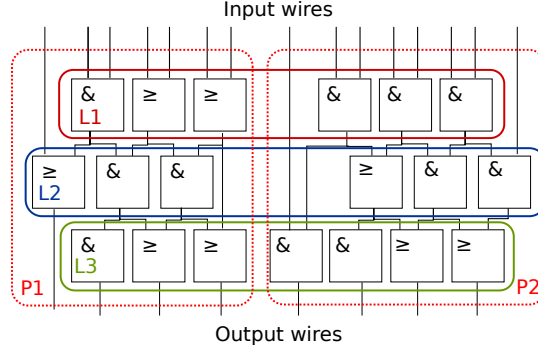 Input wires
& ≥ ≥ & & &
L1
≥ & & ≥ & &
L2
& ≥ ≥ & & ≥ ≥
L3
P1 P2
Output wires